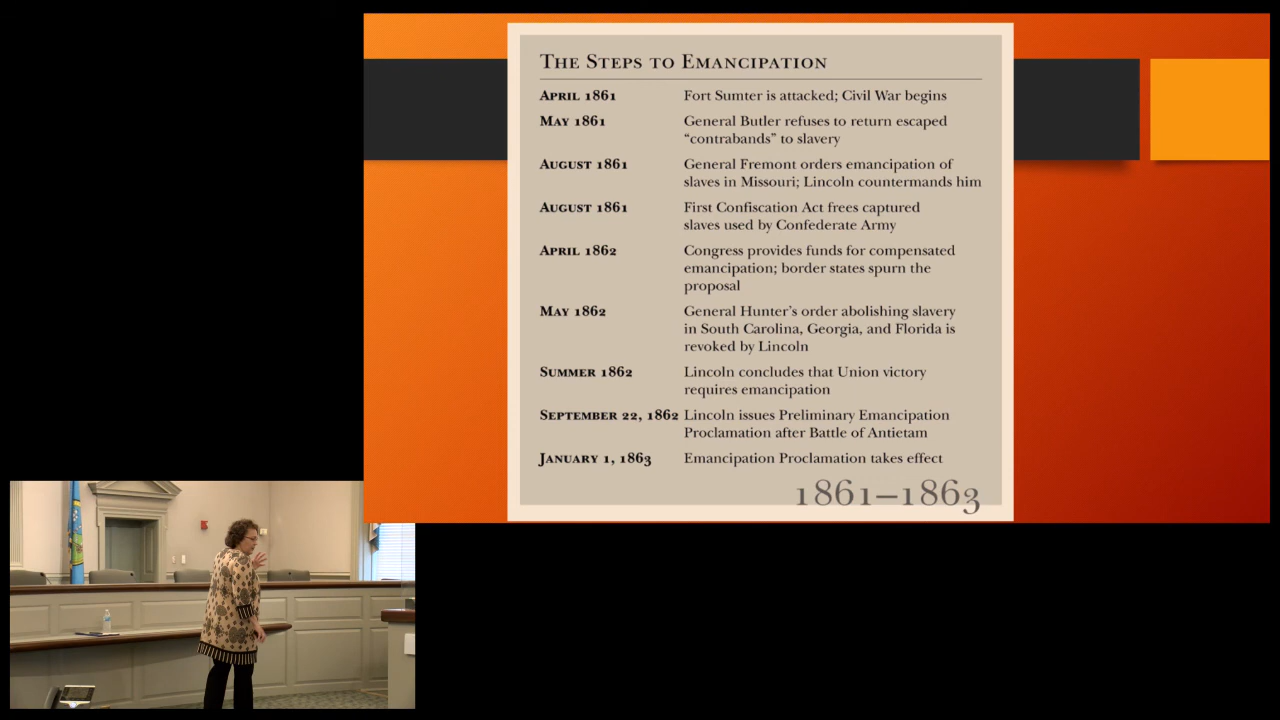 The Steps to Emancipation
April 1861 Fort Sumter is attacked; Civil War begins
May 1861 General Butler refuses to return escaped
“contrabands” to slavery
August 1861 General Fremont orders emancipation of
slaves in Missouri; Lincoln countermands him
August 1861 First Confiscation Act frees captured
slaves used by Confederate Army
April 1862 Congress provides funds for compensated
emancipation; border states spurn the
proposal
May 1862 General Hunter’s order abolishing slavery
in South Carolina, Georgia, and Florida is
revoked by Lincoln
Summer 1862 Lincoln concludes that Union victory
requires emancipation
September 22, 1862 Lincoln issues Preliminary Emancipation
Proclamation after Battle of Antietam
January 1, 1863 Emancipation Proclamation takes effect
1861–1863